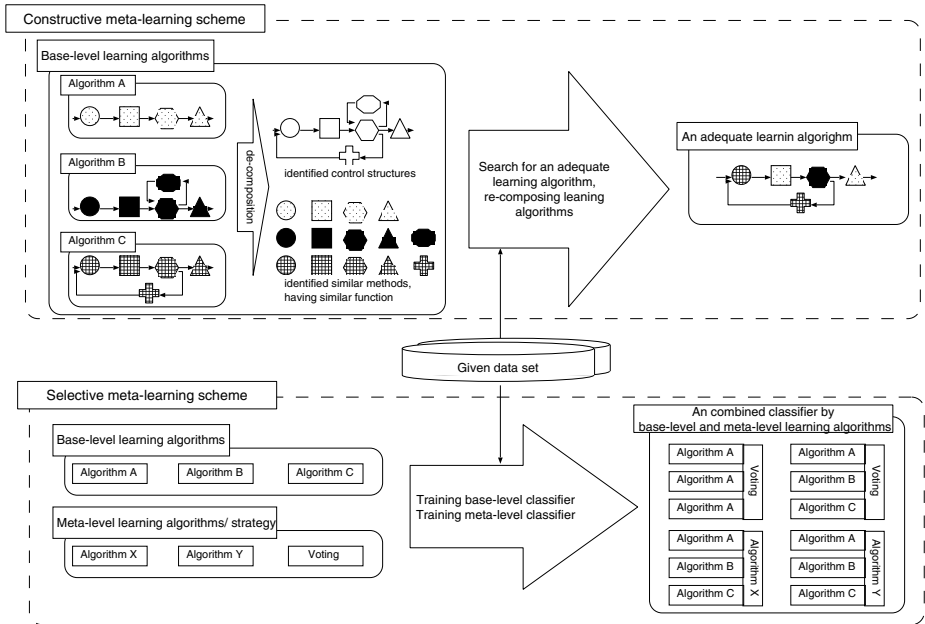 Constructive meta-learning scheme
Base-level learning algorithms
Algorithm A
Algorithm B
Algorithm C
de-composition
identified control structures
identified similar methods,
having similar function
Search for an adequate
learning algorithm,
re-composing leaning
algorithms
An adequate learnin algorighm
Given data set
Selective meta-learning scheme
Base-level learning algorithms
Algorithm A
Algorithm B
Algorithm C
Meta-level learning algorithms/ strategy
Algorithm X
Algorithm Y
Voting
Training base-level classifier
Training meta-level classifier
An combined classifier by
base-level and meta-level learning algorithms
Algorithm A
Algorithm A
Algorithm A
Voting
Algorithm A
Algorithm B
Algorithm C
Voting
Algorithm A
Algorithm B
Algorithm C
Algorithm X
Algorithm A
Algorithm B
Algorithm C
Algorithm Y